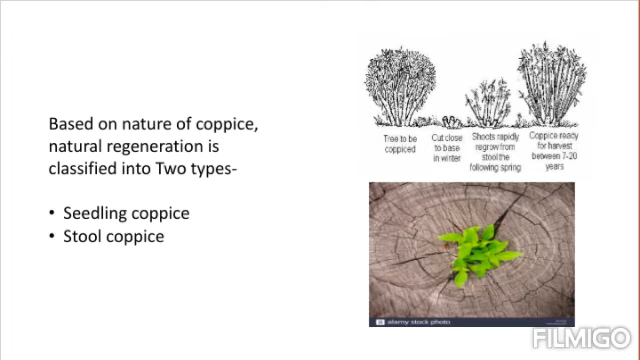 Based on nature of coppice,
natural regeneration is
classified into Two types-
• Seedling coppice
• Stool coppice
Tree to be
coppiced
Cut close
to base
in winter
Shoots rapidly
regrow from
stool the
following spring
Coppice ready
for harvest
between 7-20
years
alamy stock photo
FILMIGO